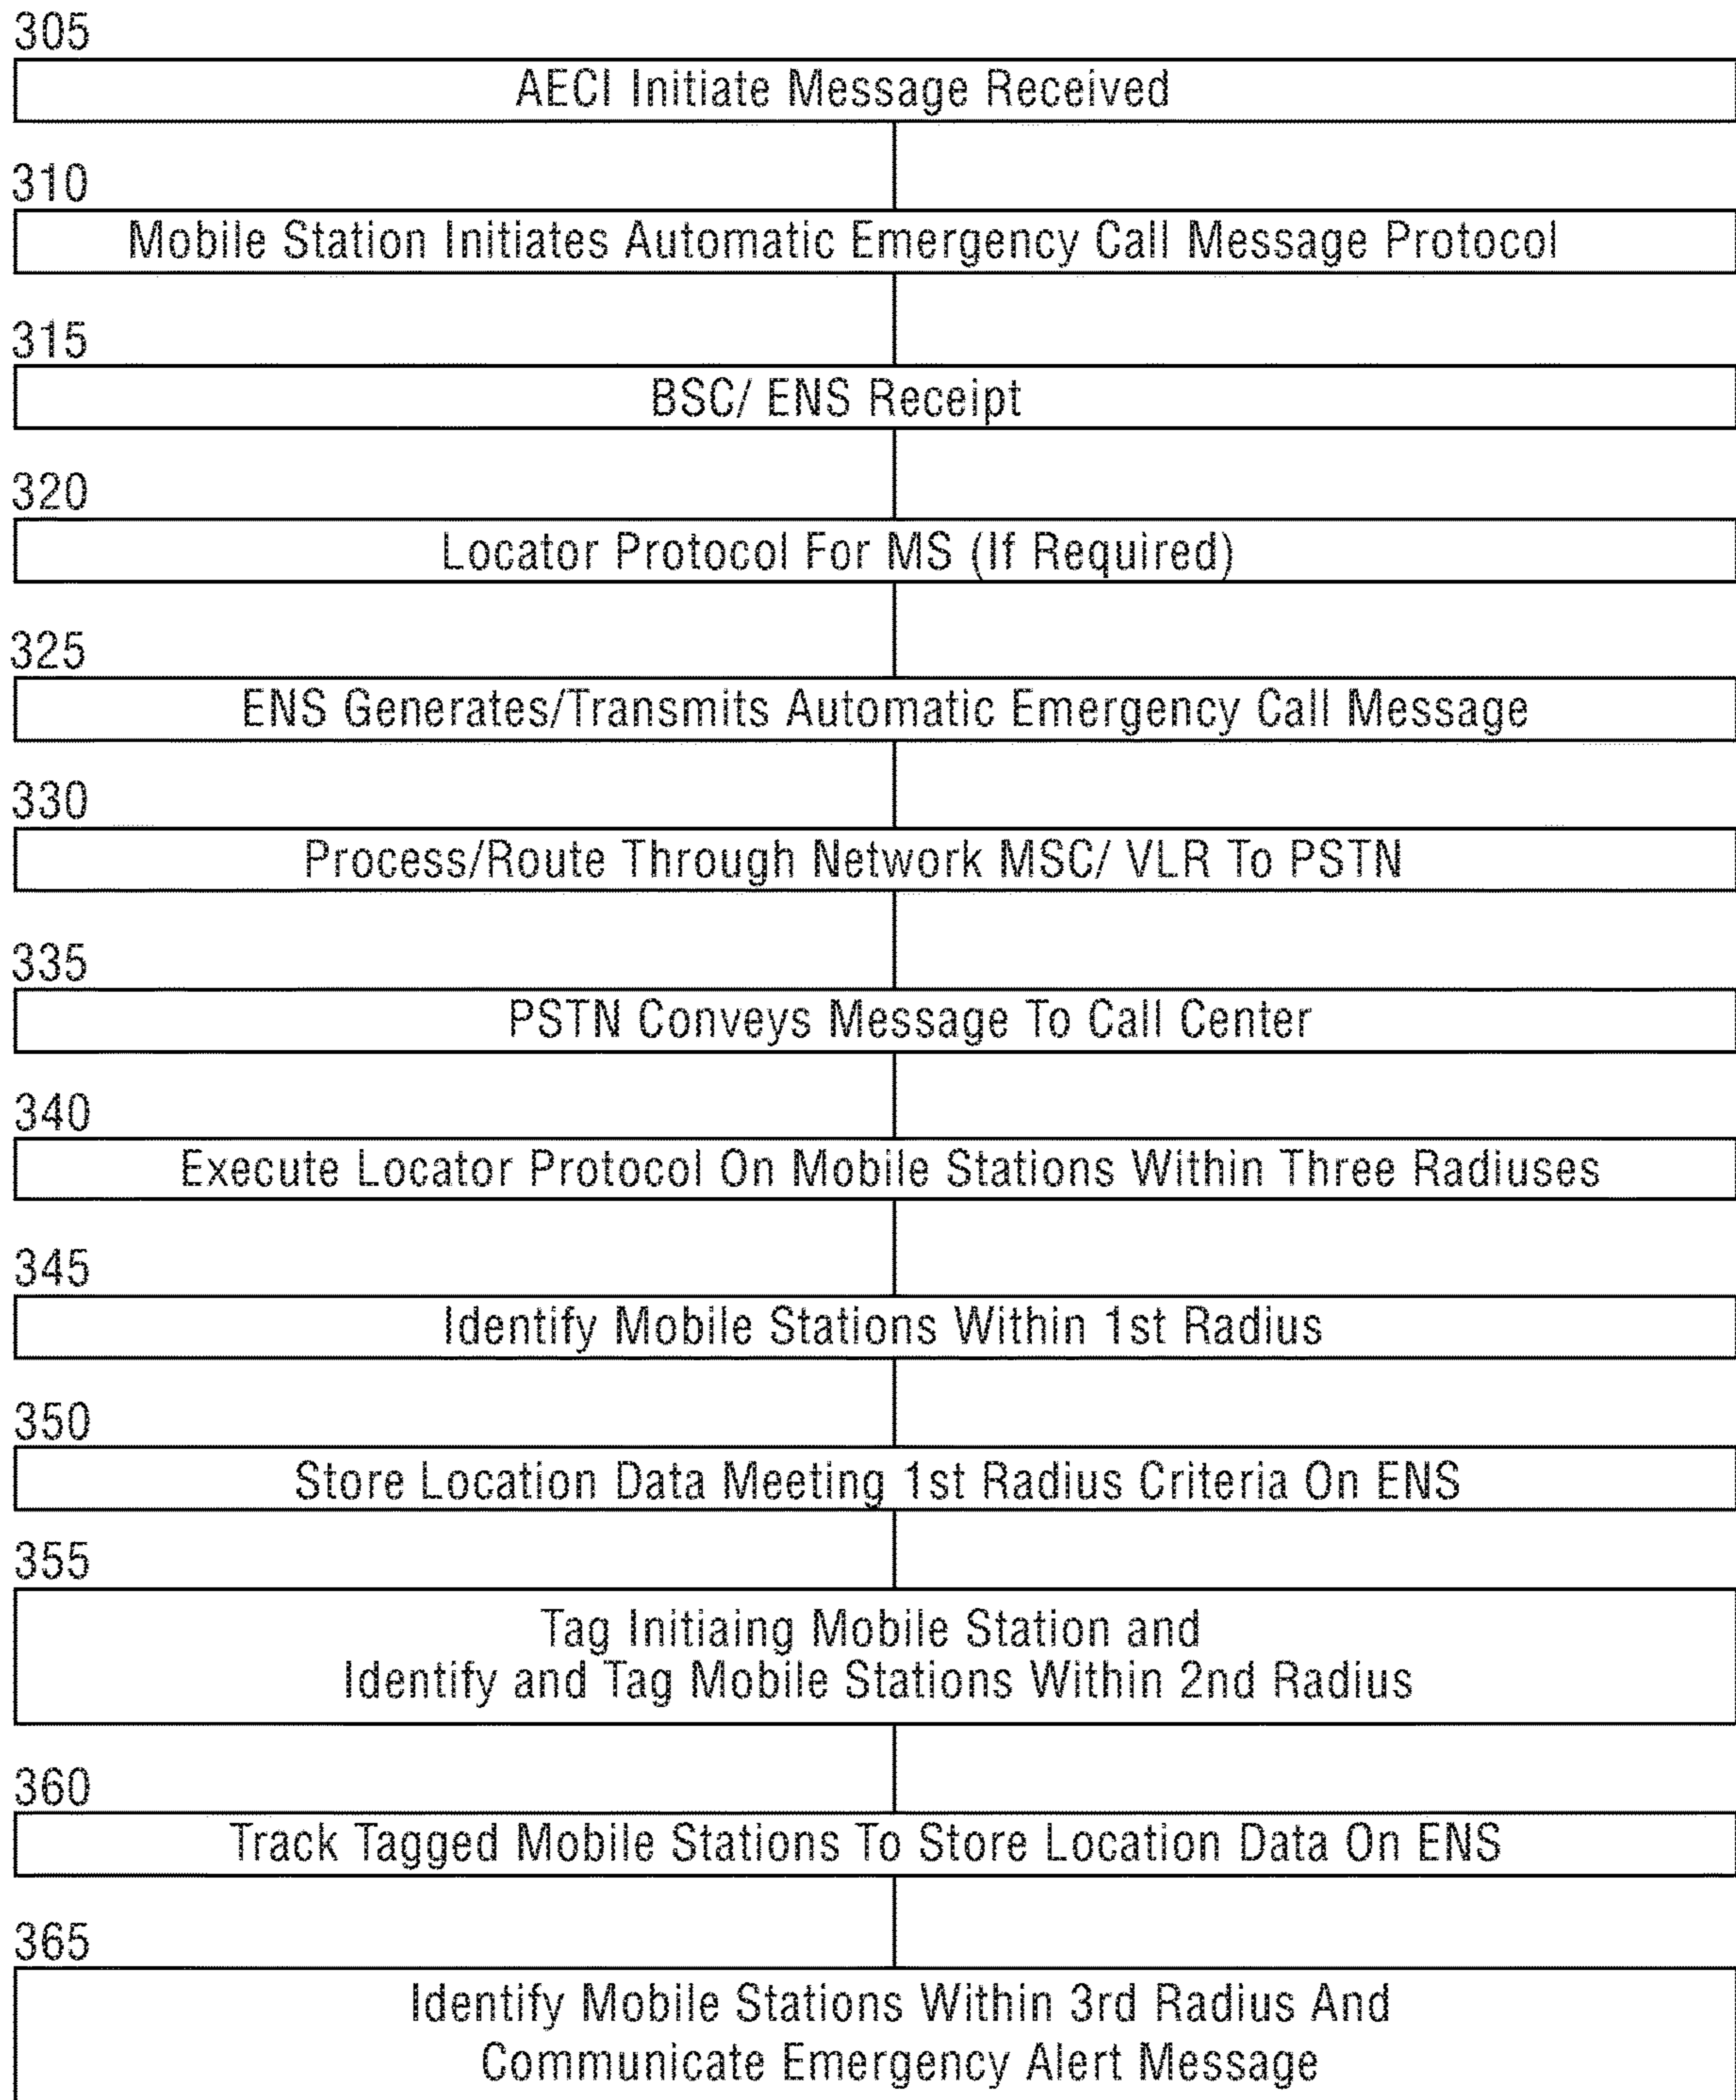 305
AECI Initiate Message Received
310
Mobile Station Initiates Automatic Emergency Call Message Protocol
315
BSC/ ENS Receipt
320
Locator Protocol For MS (If Required)
325
ENS Generates/Transmits Automatic Emergency Call Message
330
Process/Route Through Network MSC/ VLR To PSTN
335
PSTN Conveys Message To Call Center
340
Execute Locator Protocol On Mobile Stations Within Three Radiuses
345
Identify Mobile Stations Within 1st Radius
350
Store Location Data Meeting 1st Radius Criteria On ENS
355
Tag Initiaing Mobile Station and
Identify and Tag Mobile Stations Within 2nd Radius
360
Track Tagged Mobile Stations To Store Location Data On ENS
365
Identify Mobile Stations Within 3rd Radius And
Communicate Emergency Alert Message